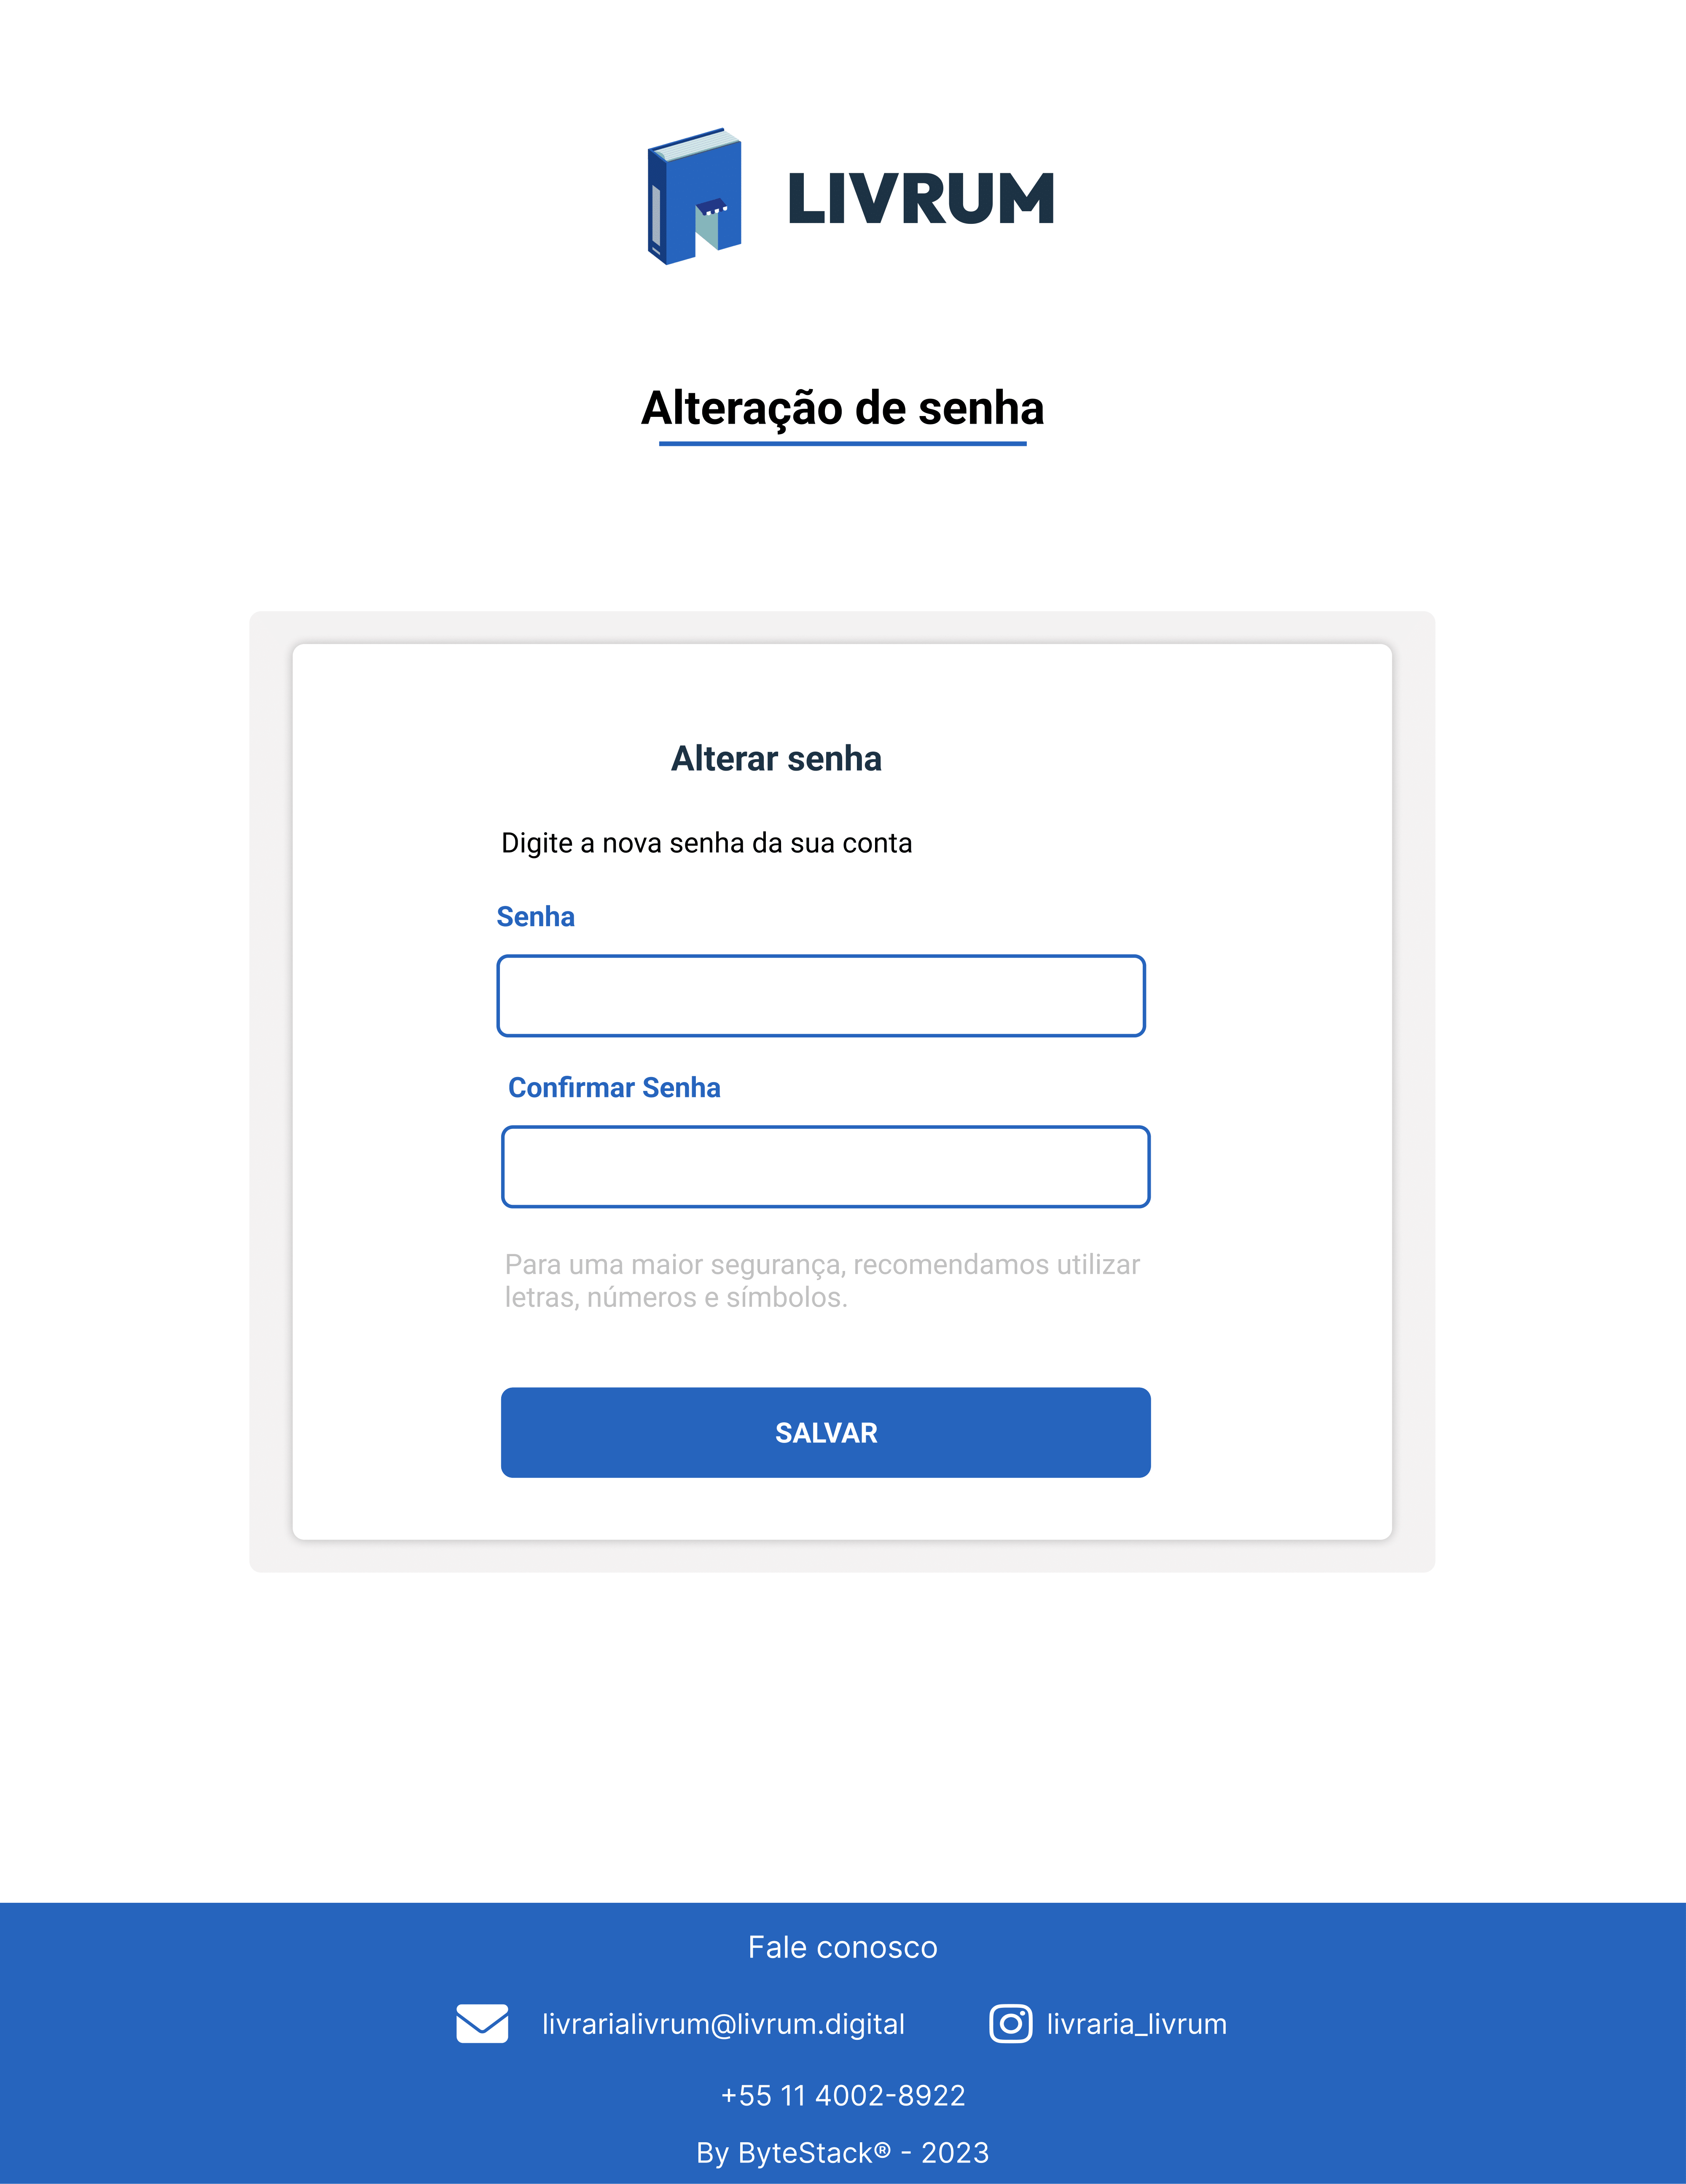 LIVRUM
Alteração de senha
Alterar senha
Digite a nova senha da sua conta
Senha
Confirmar Senha
Para uma maior segurança, recomendamos utilizar
letras, números e símbolos.
SALVAR
Fale conosco
livrarialivrum@livrum.digital
livraria_livrum
+55 11 4002-8922
By ByteStack® - 2023